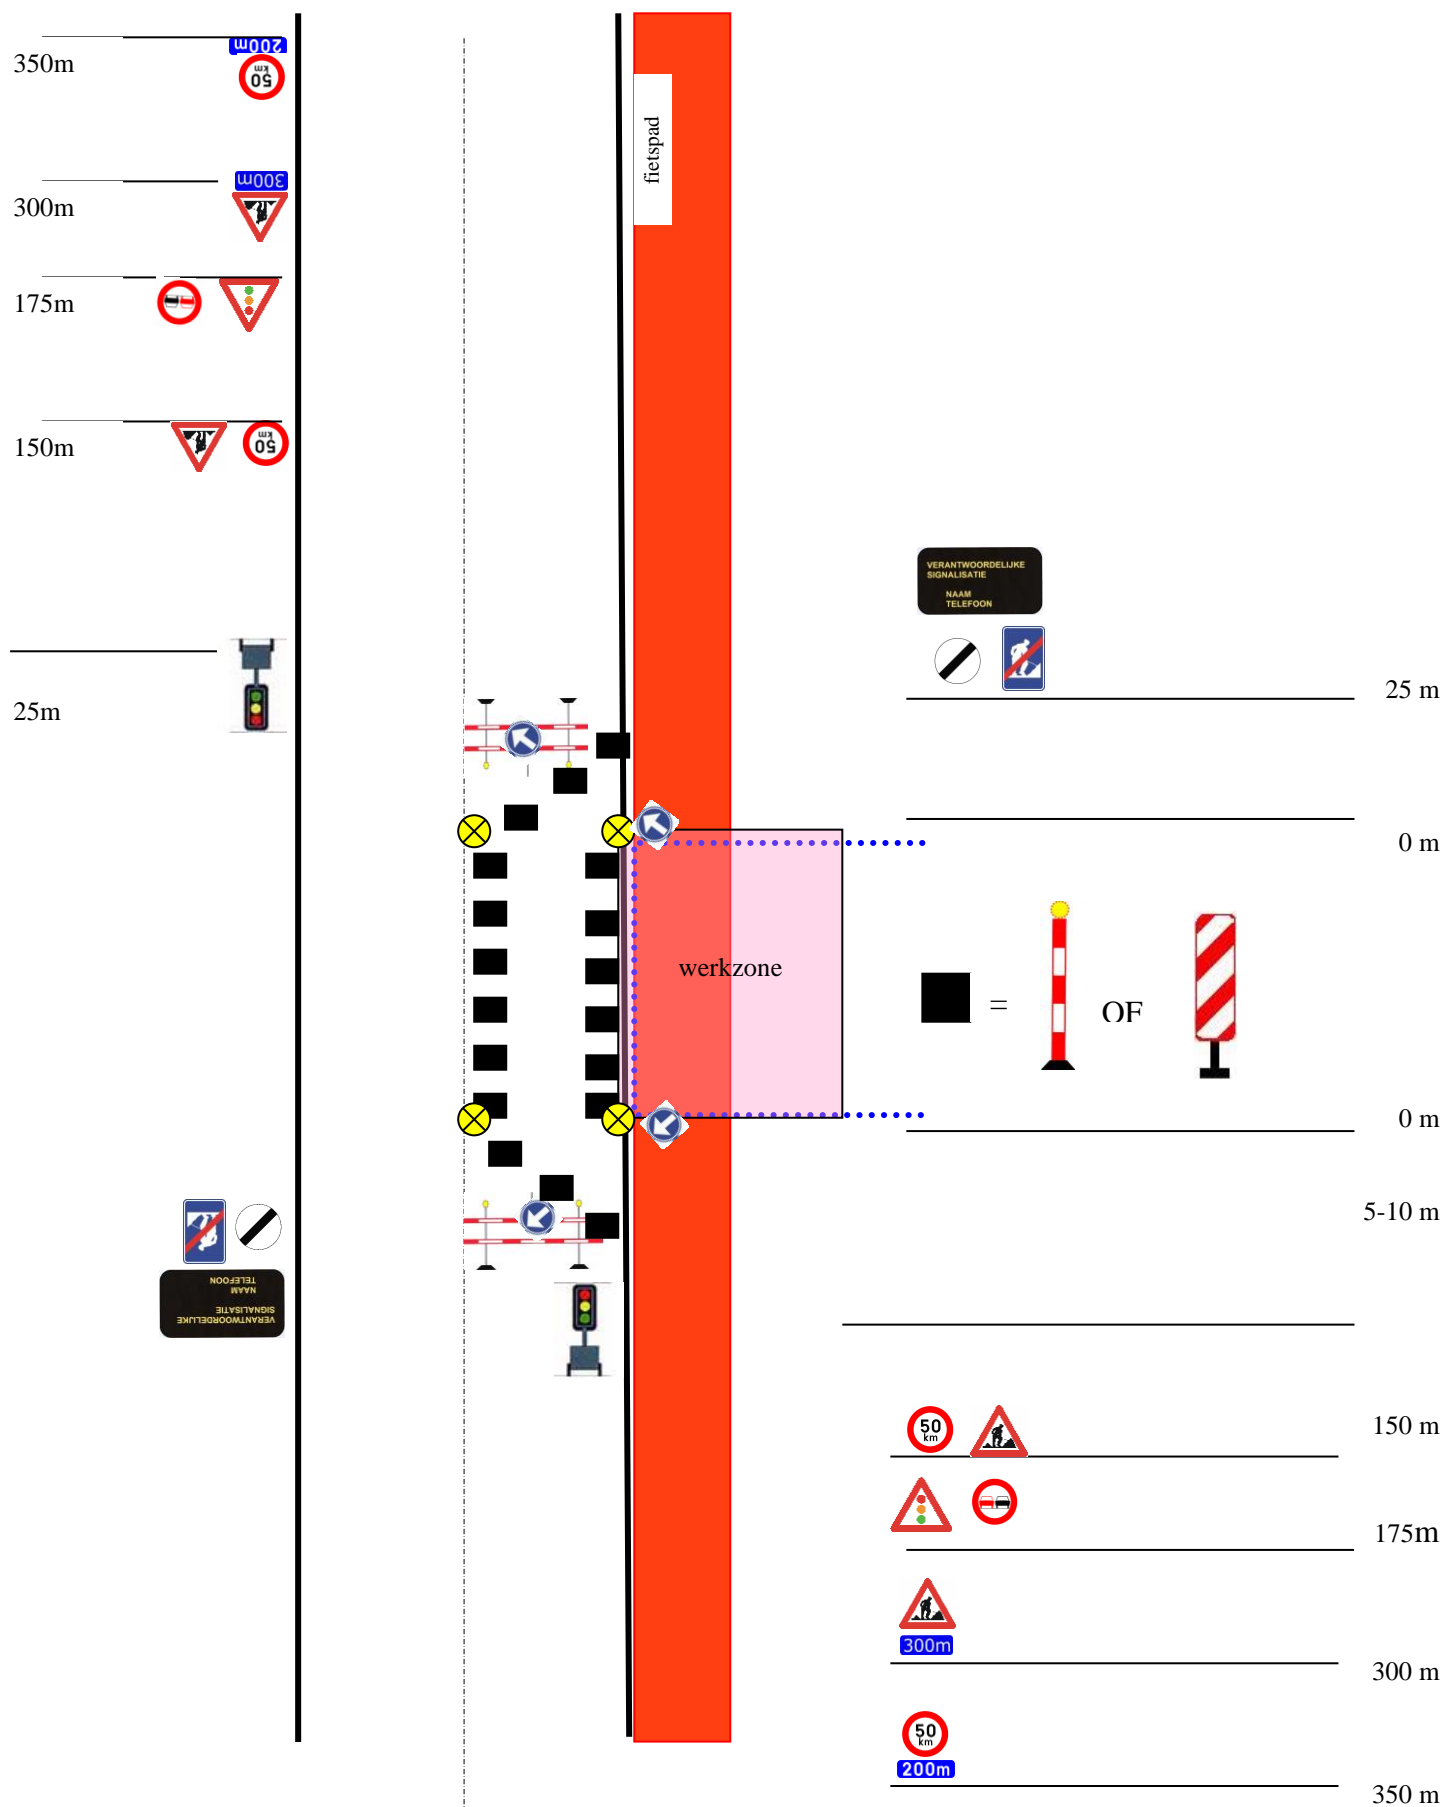 200m
350m
50
km
300m
300m
175m
150m
50
km
fietspad
VERANTWOORDELIJKE
SIGNALISATIE
NAAM
TELEFOON
25 m
25m
0 m
werkzone
=
OF
0 m
5-10 m
VERANTWOORDELIJKE
SIGNALISATIE
NAAM
TELEFOON
50
km
150 m
175m
300m
300 m
50
km
200m
350 m